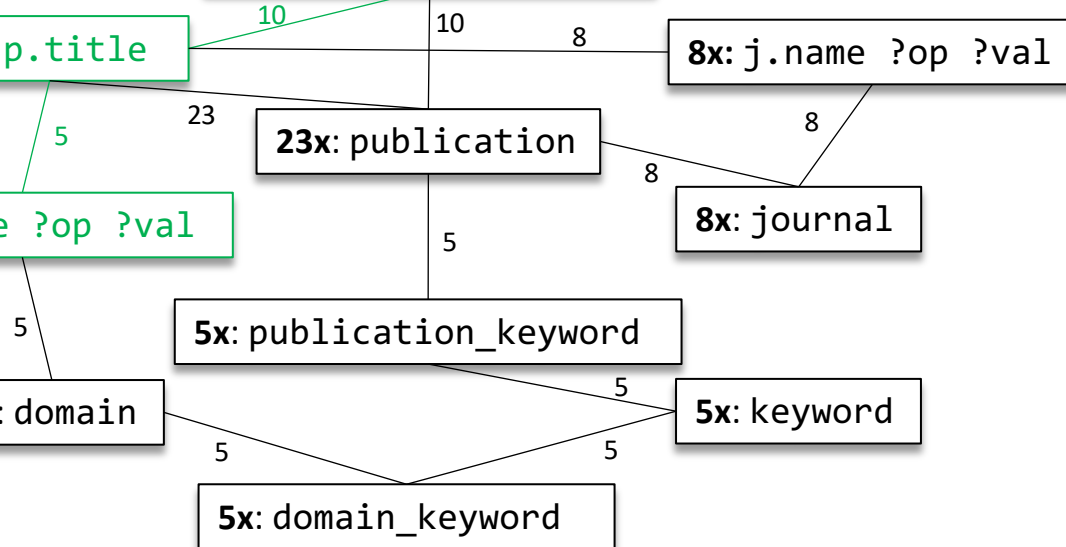 10
10
p.title
8
8x: j.name ?op ?val
23
5
23x: publication
8
8
8x: journal
?op ?val
5
5
5x: publication_keyword
5
: domain
5x: keyword
5
5
5x: domain_keyword